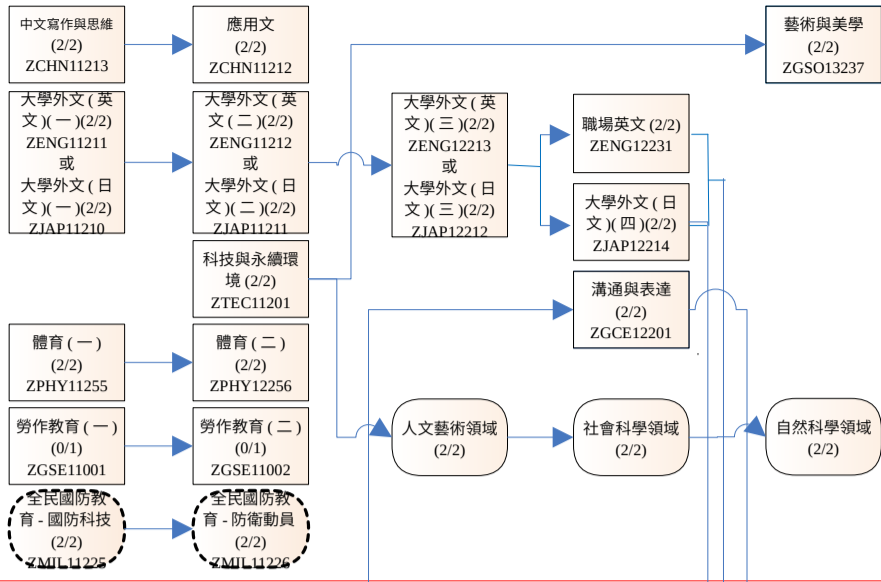 中文寫作與思維
(2/2)
ZCHN11213
應用文
(2/2)
ZCHN11212
藝術與美學
(2/2)
ZGSO13237
大學外文 ( 英
文 )( 一 )(2/2)
ZENG11211
或
大學外文 ( 日
文 )( 一 )(2/2)
ZJAP11210
大學外文 ( 英
文 )( 二 )(2/2)
ZENG11212
或
大學外文 ( 日
文 )( 二 )(2/2)
ZJAP11211
大學外文 ( 英
文 )( 三 )(2/2)
ZENG12213
或
大學外文 ( 日
文 )( 三 )(2/2)
ZJAP12212
職場英文 (2/2)
ZENG12231
大學外文 ( 日
文 )( 四 )(2/2)
ZJAP12214
科技與永續環
境 (2/2)
ZTEC11201
溝通與表達
(2/2)
ZGCE12201
體育 ( 一 )
(2/2)
ZPHY11255
體育 ( 二 )
(2/2)
ZPHY12256
勞作教育 ( 一 )
(0/1)
ZGSE11001
勞作教育 ( 二 )
(0/1)
ZGSE11002
人文藝術領域
(2/2)
社會科學領域
(2/2)
自然科學領域
(2/2)
全民國防教
育 - 國防科技
(2/2)
ZMIL11225
全民國防教
育 - 防衛動員
(2/2)
ZMIL11226